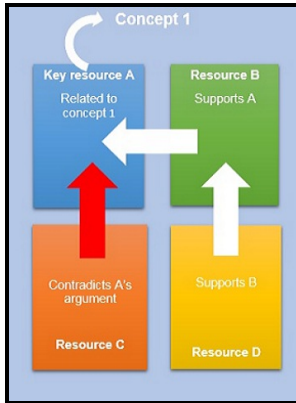 Concept 1
Key resource A
Related to
concept 1
Resource B
Supports A
Contradicts A's
argument
Resource C
Supports B
Resource D